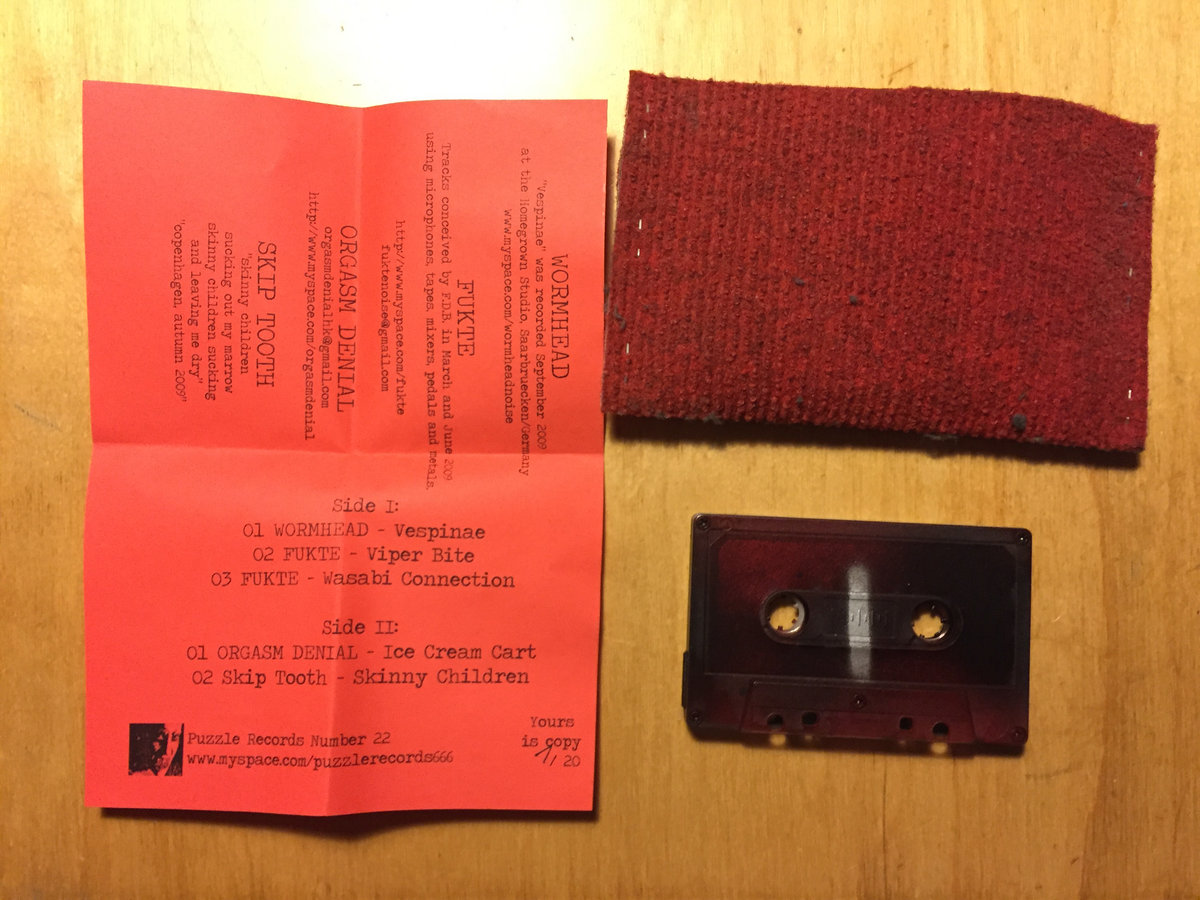 WORMHEAD
"Vespinae" was recorded September 2009
at the Homegrown Studio, Saarbruecken/Germany
www.myspace.com/wormheadnoise
FUKTE
Tracks conceived by F.D.B. in March and June 2009
using microphones, tapes, mixers, pedals and metals.
http://www.myspace.com/fukte
fuktenoise@gmail.com
ORGASM DENIAL
orgasmdenialhk@gmail.com
http://www.myspace.com/orgasmdenial
SKIP TOOTH
"skinny children
sucking out my marrow
skinny children sucking
and leaving me dry"
"copenhagen, autumn 2009"
Side I:
01 WORMHEAD - Vespinae
02 FUKTE - Viper Bite
03 FUKTE - Wasabi Connection
Side II:
01 ORGASM DENIAL - Ice Cream Cart
02 Skip Tooth - Skinny Children
Puzzle Records Number 22
www.myspace.com/puzzlerecords666
Yours
is copy
/ 20